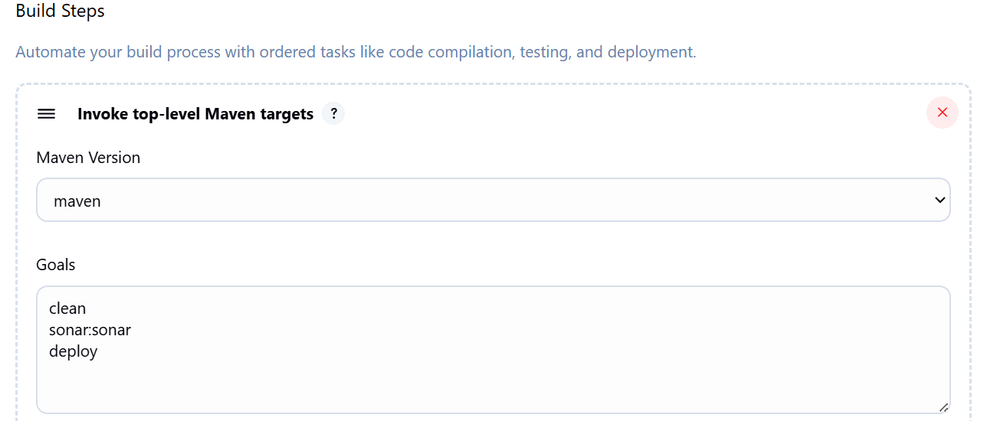 Build Steps
Automate your build process with ordered tasks like code compilation, testing, and deployment.
Invoke top-level Maven targets ?
Maven Version
maven
Goals
clean
sonar:sonar
deploy